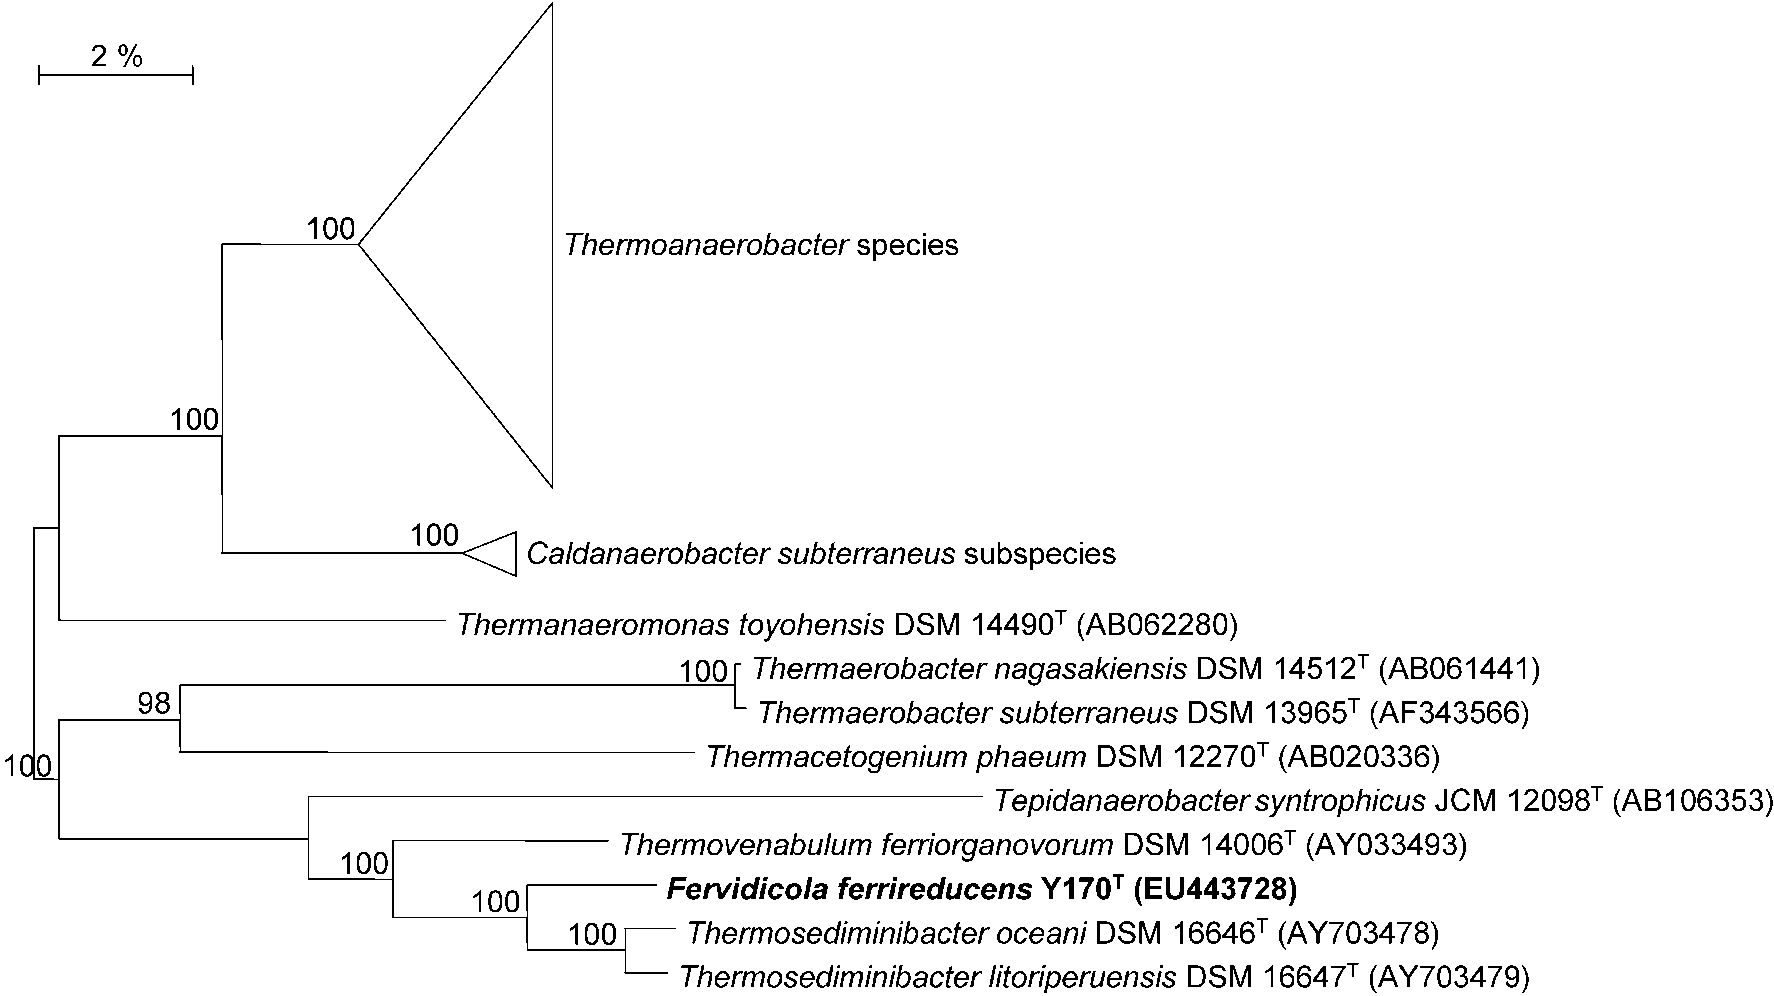 2 %
100
Thermoanaerobacter species
100
100
Caldanaerobacter subterraneus subspecies
Thermanaeromonas toyohensis DSM 14490ᵀ (AB062280)
100
Thermaerobacter nagasakiensis DSM 14512ᵀ (AB061441)
98
Thermaerobacter subterraneus DSM 13965ᵀ (AF343566)
Thermacetogenium phaeum DSM 12270ᵀ (AB020336)
100
Tepidanaerobacter syntrophicus JCM 12098ᵀ (AB106353)
Thermovenabulum ferriorganovorum DSM 14006ᵀ (AY033493)
100
Fervidicola ferrireducens Y170ᵀ (EU443728)
100
Thermosediminibacter oceani DSM 16646ᵀ (AY703478)
100
Thermosediminibacter litoriperuensis DSM 16647ᵀ (AY703479)